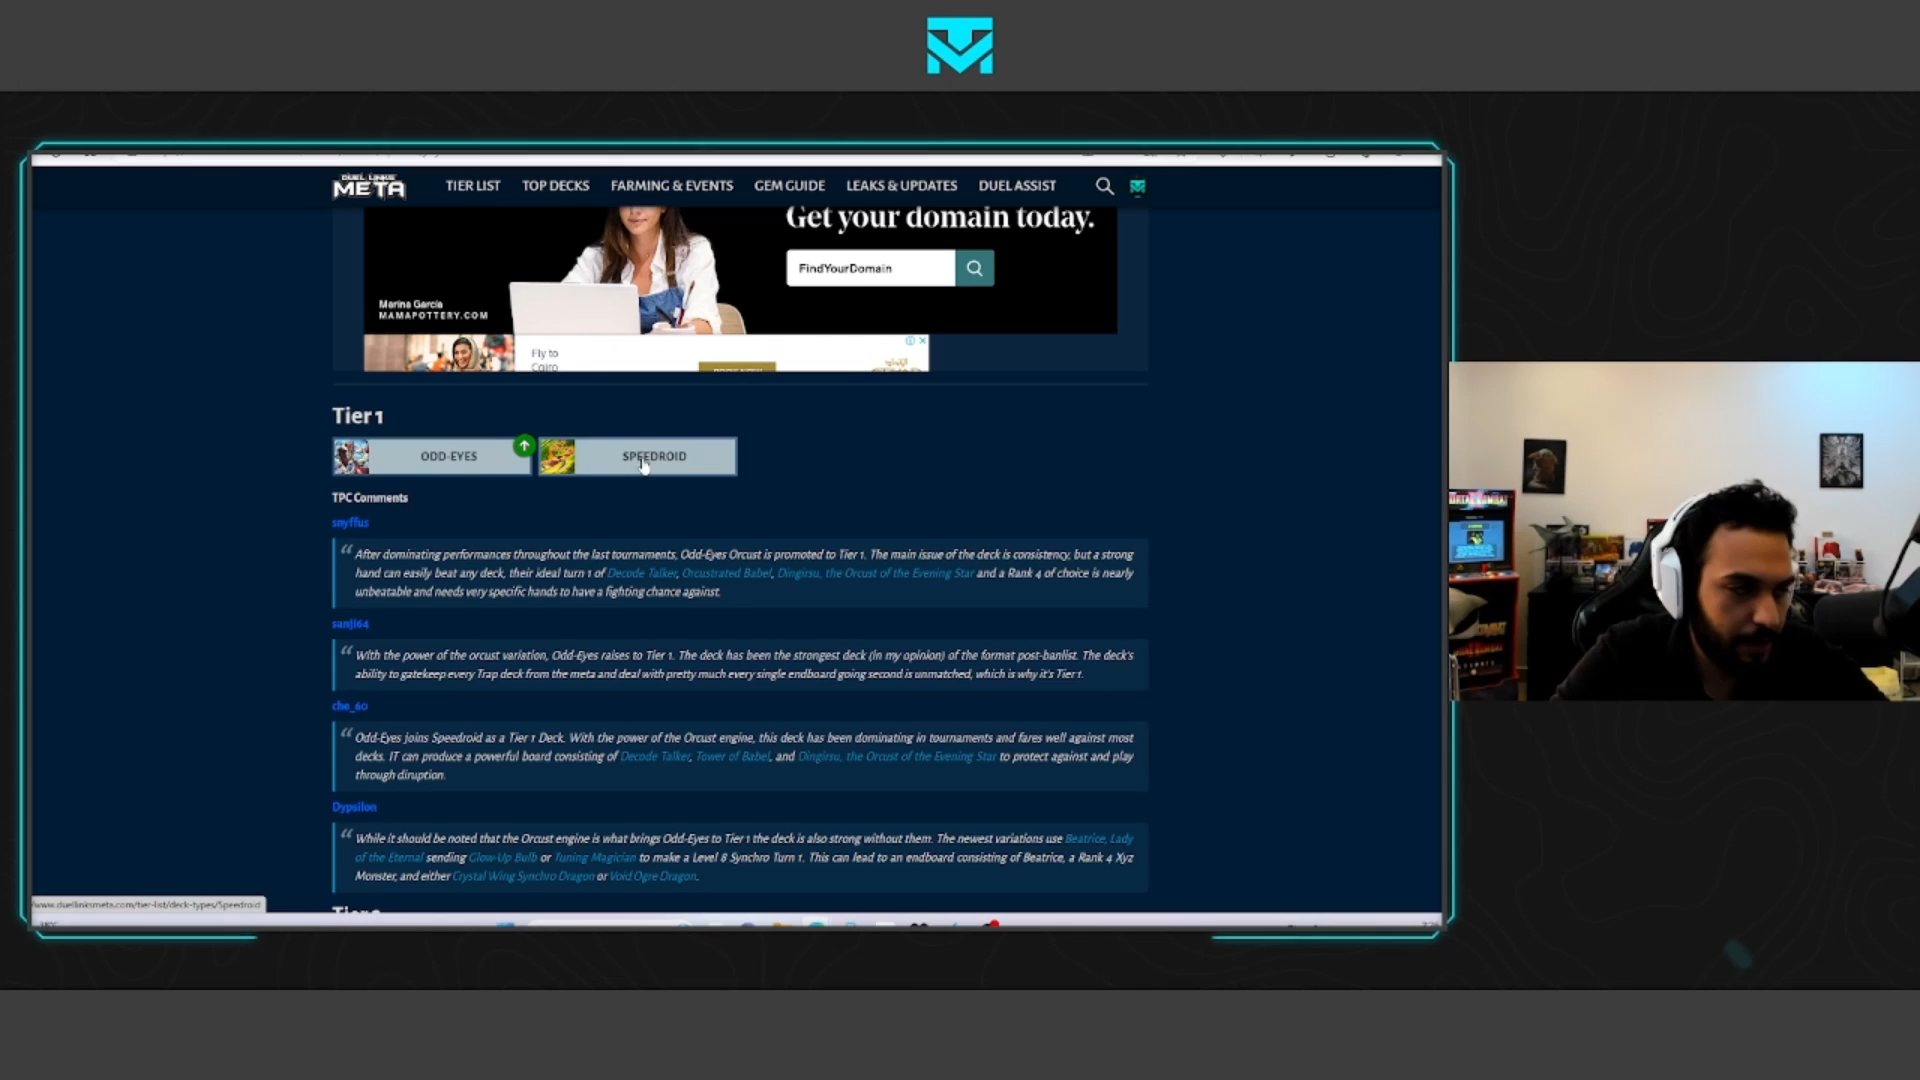 DUEL LINKS
META
TIER LIST
TOP DECKS
FARMING & EVENTS
GEM GUIDE
LEAKS & UPDATES
DUEL ASSIST
Get your domain today.
FindYourDomain
Marina Garcia
MAMAPOTTERY.COM
Fly to
Cairo
BOOK NOW
Tier 1
ODD-EYES
SPEEDROID
TPC Comments
snyffus
“ After dominating performances throughout the last tournaments, Odd-Eyes Orcust is promoted to Tier 1. The main issue of the deck is consistency, but a strong
hand can easily beat any deck, their ideal turn 1 of Decode Talker, Orcustrated Babel, Dingirsu, the Orcust of the Evening Star and a Rank 4 of choice is nearly
unbeatable and needs very specific hands to have a fighting chance against.
sanji64
“ With the power of the orcust variation, Odd-Eyes raises to Tier 1. The deck has been the strongest deck (in my opinion) of the format post-banlist. The deck's
ability to gatekeep every Trap deck from the meta and deal with pretty much every single endboard going second is unmatched, which is why it's Tier 1.
che_60
“ Odd-Eyes joins Speedroid as a Tier 1 Deck. With the power of the Orcust engine, this deck has been dominating in tournaments and fares well against most
decks. IT can produce a powerful board consisting of Decode Talker, Tower of Babel, and Dingirsu, the Orcust of the Evening Star to protect against and play
through diruption.
Dypsilon
“ While it should be noted that the Orcust engine is what brings Odd-Eyes to Tier 1 the deck is also strong without them. The newest variations use Beatrice, Lady
of the Eternal sending Glow-Up Bulb or Tuning Magician to make a Level 8 Synchro Turn 1. This can lead to an endboard consisting of Beatrice, a Rank 4 Xyz
Monster, and either Crystal Wing Synchro Dragon or Void Ogre Dragon.
www.duellinksmeta.com/tier-list/deck-types/Speedroid